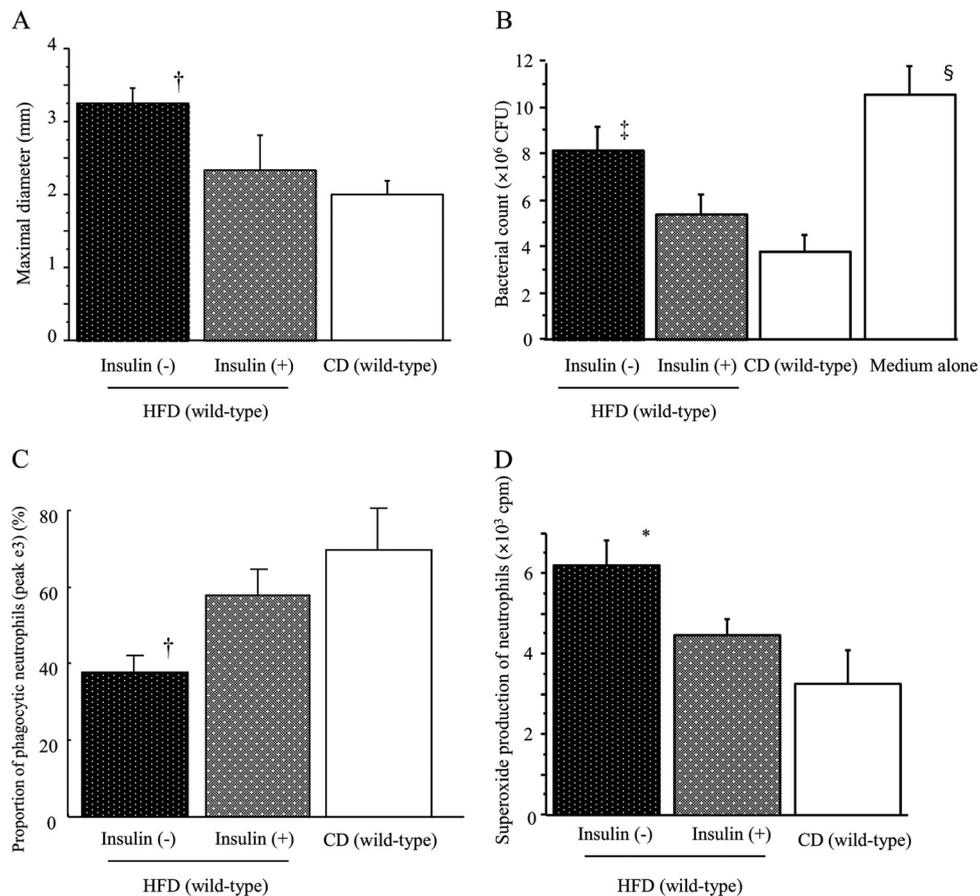 A
Maximal diameter (mm)
4
3
2
1
0
†
Insulin (-) Insulin (+) CD (wild-type)
HFD (wild-type)
B
Bacterial count (×10⁶ CFU)
12
10
8
6
4
2
0
‡
§
Insulin (-) Insulin (+) CD (wild-type) Medium alone
HFD (wild-type)
C
Proportion of phagocytic neutrophils (peak c3) (%)
80
60
40
20
0
†
Insulin (-) Insulin (+) CD (wild-type)
HFD (wild-type)
D
Superoxide production of neutrophils (×10³ cpm)
6
4
2
0
*
Insulin (-) Insulin (+) CD (wild-type)
HFD (wild-type)